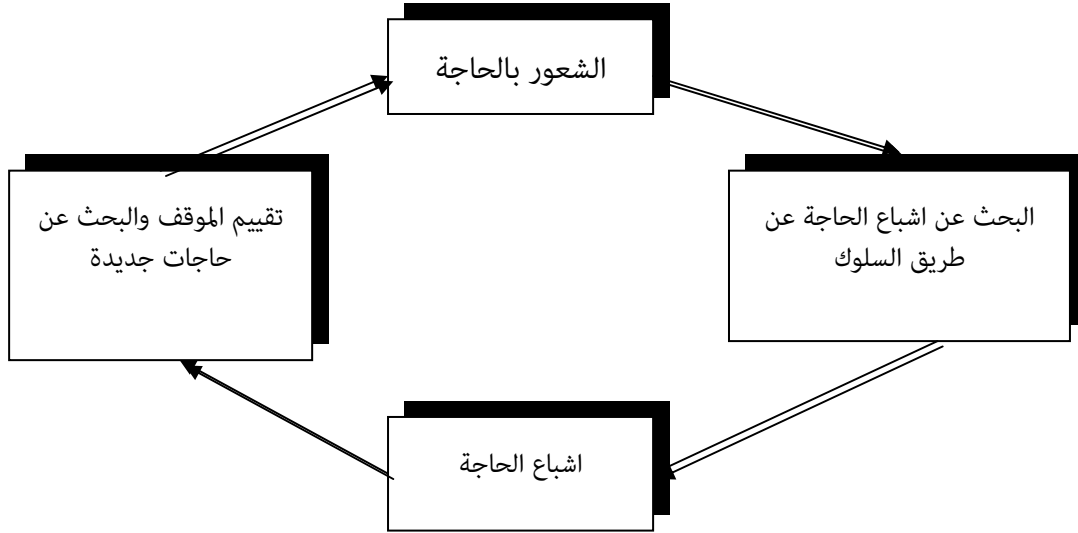 الشعور بالحاجة
البحث عن اشباع الحاجة عن
طريق السلوك
اشباع الحاجة
تقييم الموقف والبحث عن
حاجات جديدة